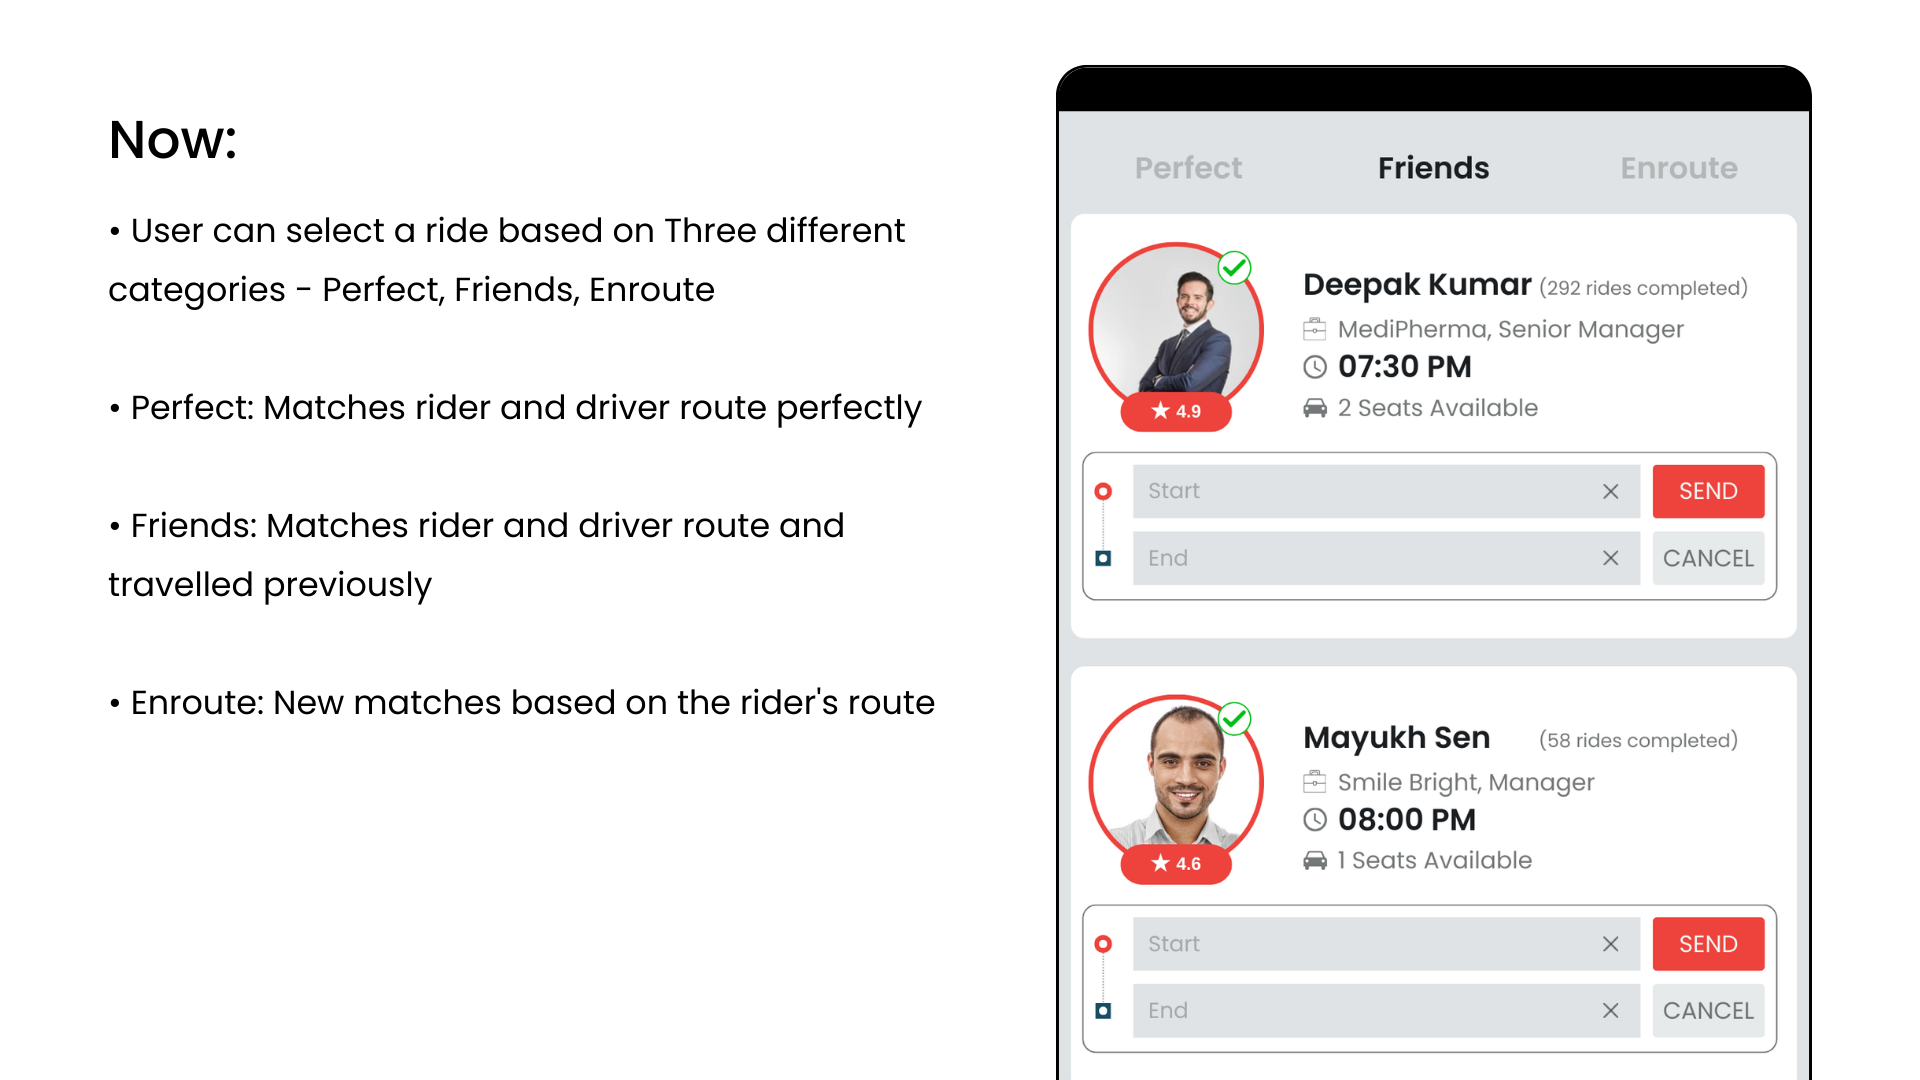 Now:
• User can select a ride based on Three different
categories - Perfect, Friends, Enroute
• Perfect: Matches rider and driver route perfectly
• Friends: Matches rider and driver route and
travelled previously
• Enroute: New matches based on the rider's route
Perfect Friends Enroute
Deepak Kumar (292 rides completed)
MediPherma, Senior Manager
07:30 PM
2 Seats Available
★ 4.9
Start SEND
End CANCEL
Mayukh Sen (58 rides completed)
Smile Bright, Manager
08:00 PM
1 Seats Available
★ 4.6
Start SEND
End CANCEL